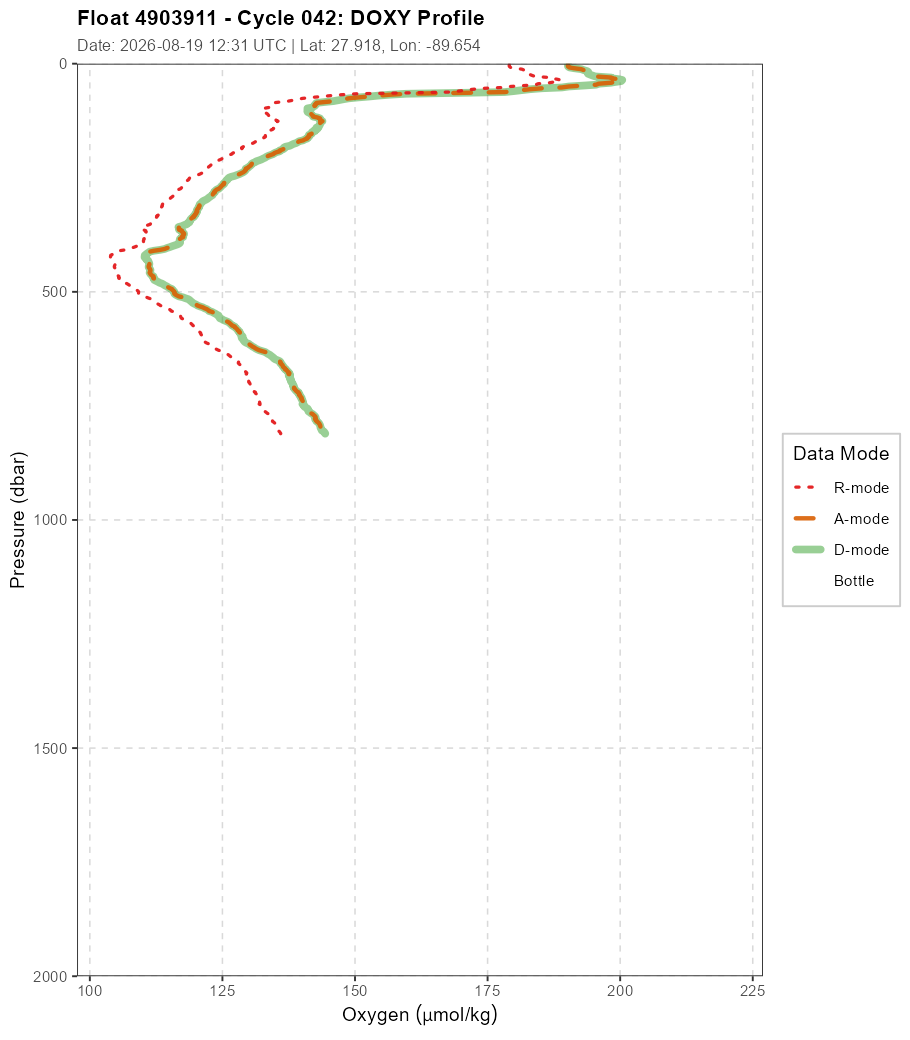 Float 4903911 - Cycle 042: DOXY Profile
Date: 2026-08-19 12:31 UTC | Lat: 27.918, Lon: -89.654
0
500
1000
1500
2000
Pressure (dbar)
100 125 150 175 200 225
Oxygen (μmol/kg)
Data Mode
R-mode
A-mode
D-mode
Bottle